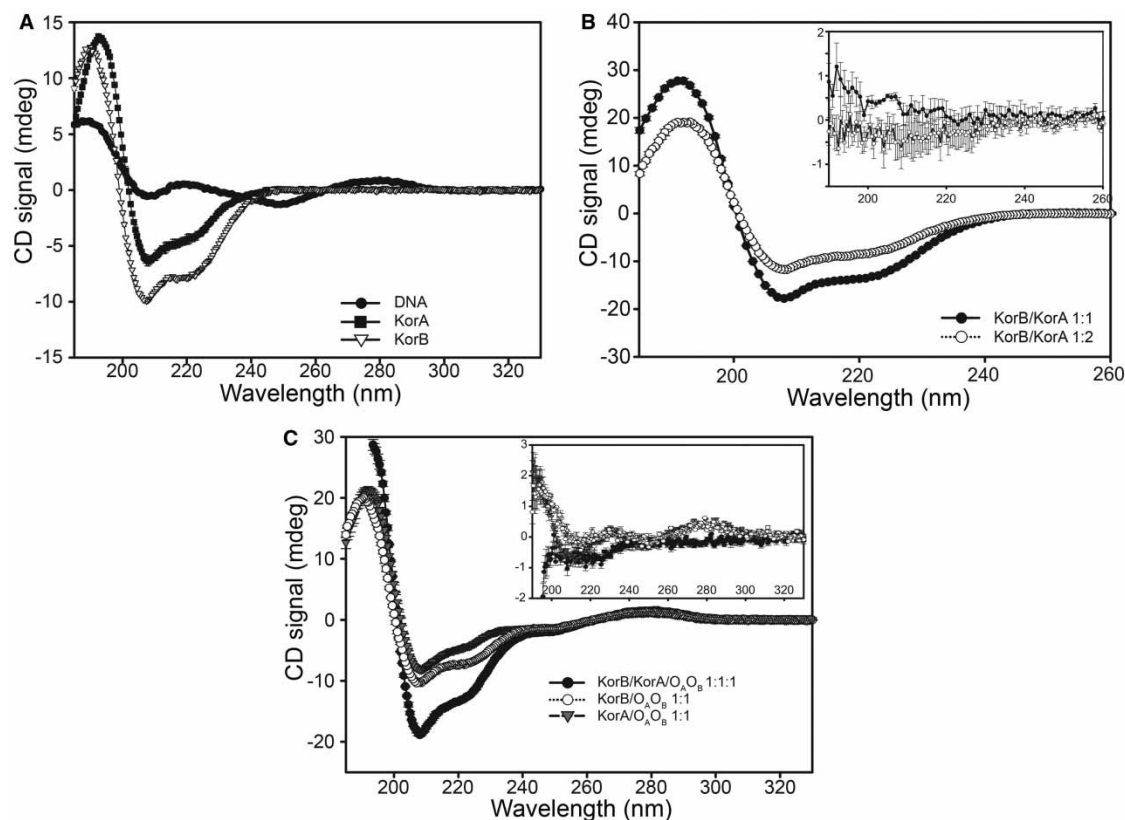 A
CD signal (mdeg)
15
10
5
0
-5
-10
-15
DNA
KorA
KorB
200 220 240 260 280 300 320
Wavelength (nm)
B
CD signal (mdeg)
40
30
20
10
0
-10
-20
-30
2
1
0
-1
200 220 240 260
KorB/KorA 1:1
KorB/KorA 1:2
200 220 240 260
Wavelength (nm)
C
CD signal (mdeg)
30
20
10
0
-10
-20
3
2
1
0
-1
-2
200 220 240 260 280 300 320
KorB/KorA/OAOB 1:1:1
KorB/OAOB 1:1
KorA/OAOB 1:1
200 220 240 260 280 300 320
Wavelength (nm)